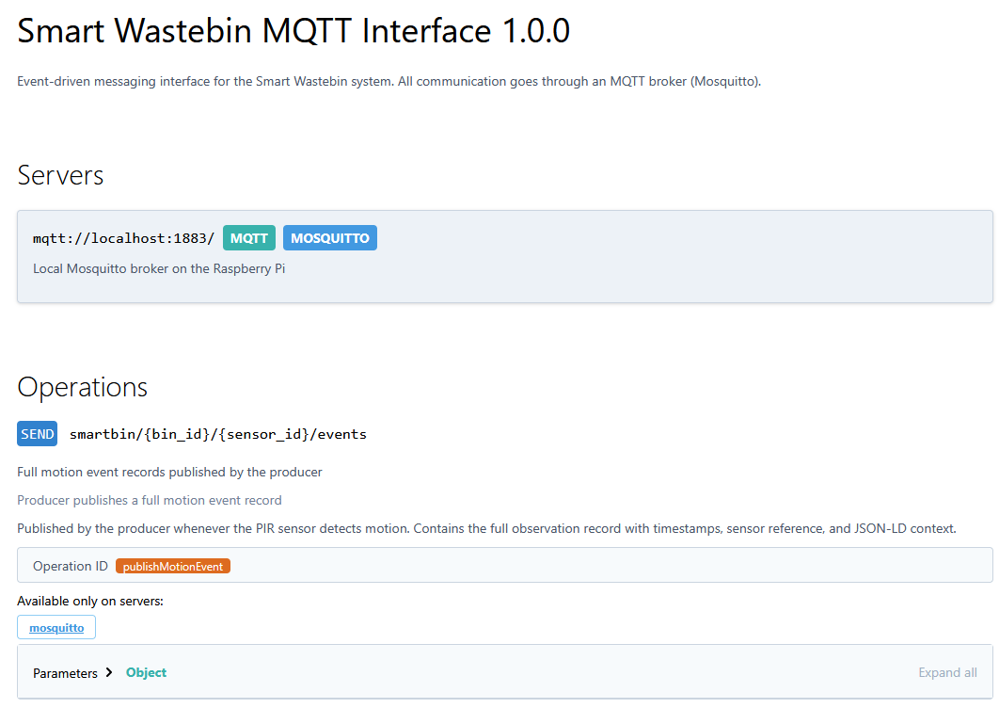 Smart Wastebin MQTT Interface 1.0.0
Event-driven messaging interface for the Smart Wastebin system. All communication goes through an MQTT broker (Mosquitto).
Servers
mqtt://localhost:1883/ MQTT MOSQUITTO
Local Mosquitto broker on the Raspberry Pi
Operations
SEND smartbin/{bin_id}/{sensor_id}/events
Full motion event records published by the producer
Producer publishes a full motion event record
Published by the producer whenever the PIR sensor detects motion. Contains the full observation record with timestamps, sensor reference, and JSON-LD context.
Operation ID publishMotionEvent
Available only on servers:
mosquitto
Parameters Object Expand all